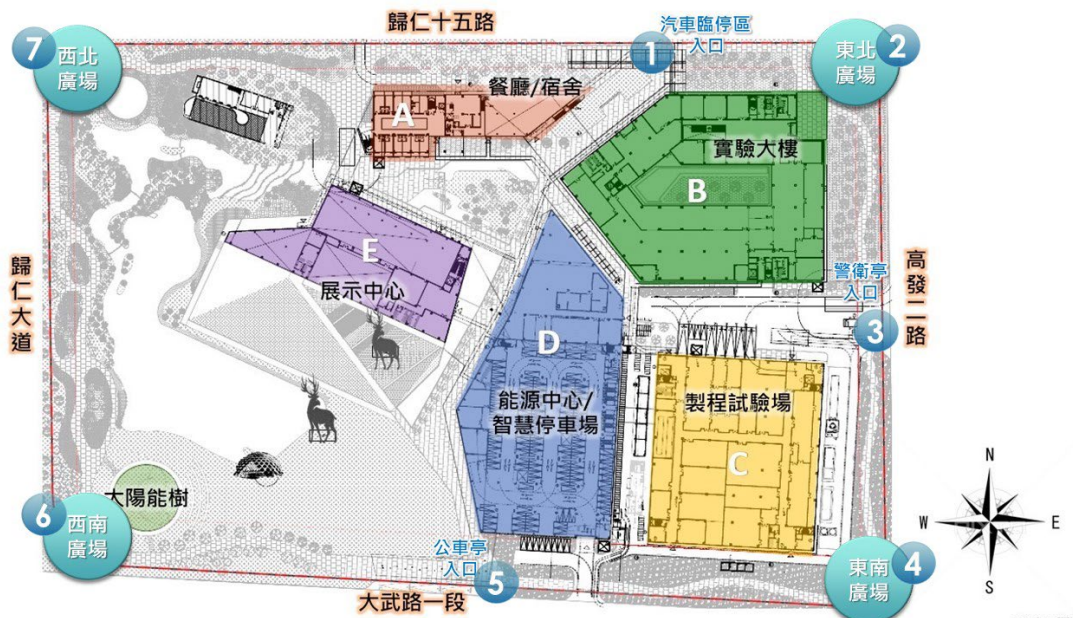 歸仁十五路
汽車臨停區
入口
1
7
西北
廣場
東北
廣場
2
餐廳/宿舍
A
實驗大樓
B
E
展示中心
歸仁大道
警衛亭
入口
3
高發二路
D
能源中心/
智慧停車場
製程試驗場
C
太陽能樹
6
西南
廣場
公車亭
入口
5
大武路一段
東南
廣場
4
N
W
E
S